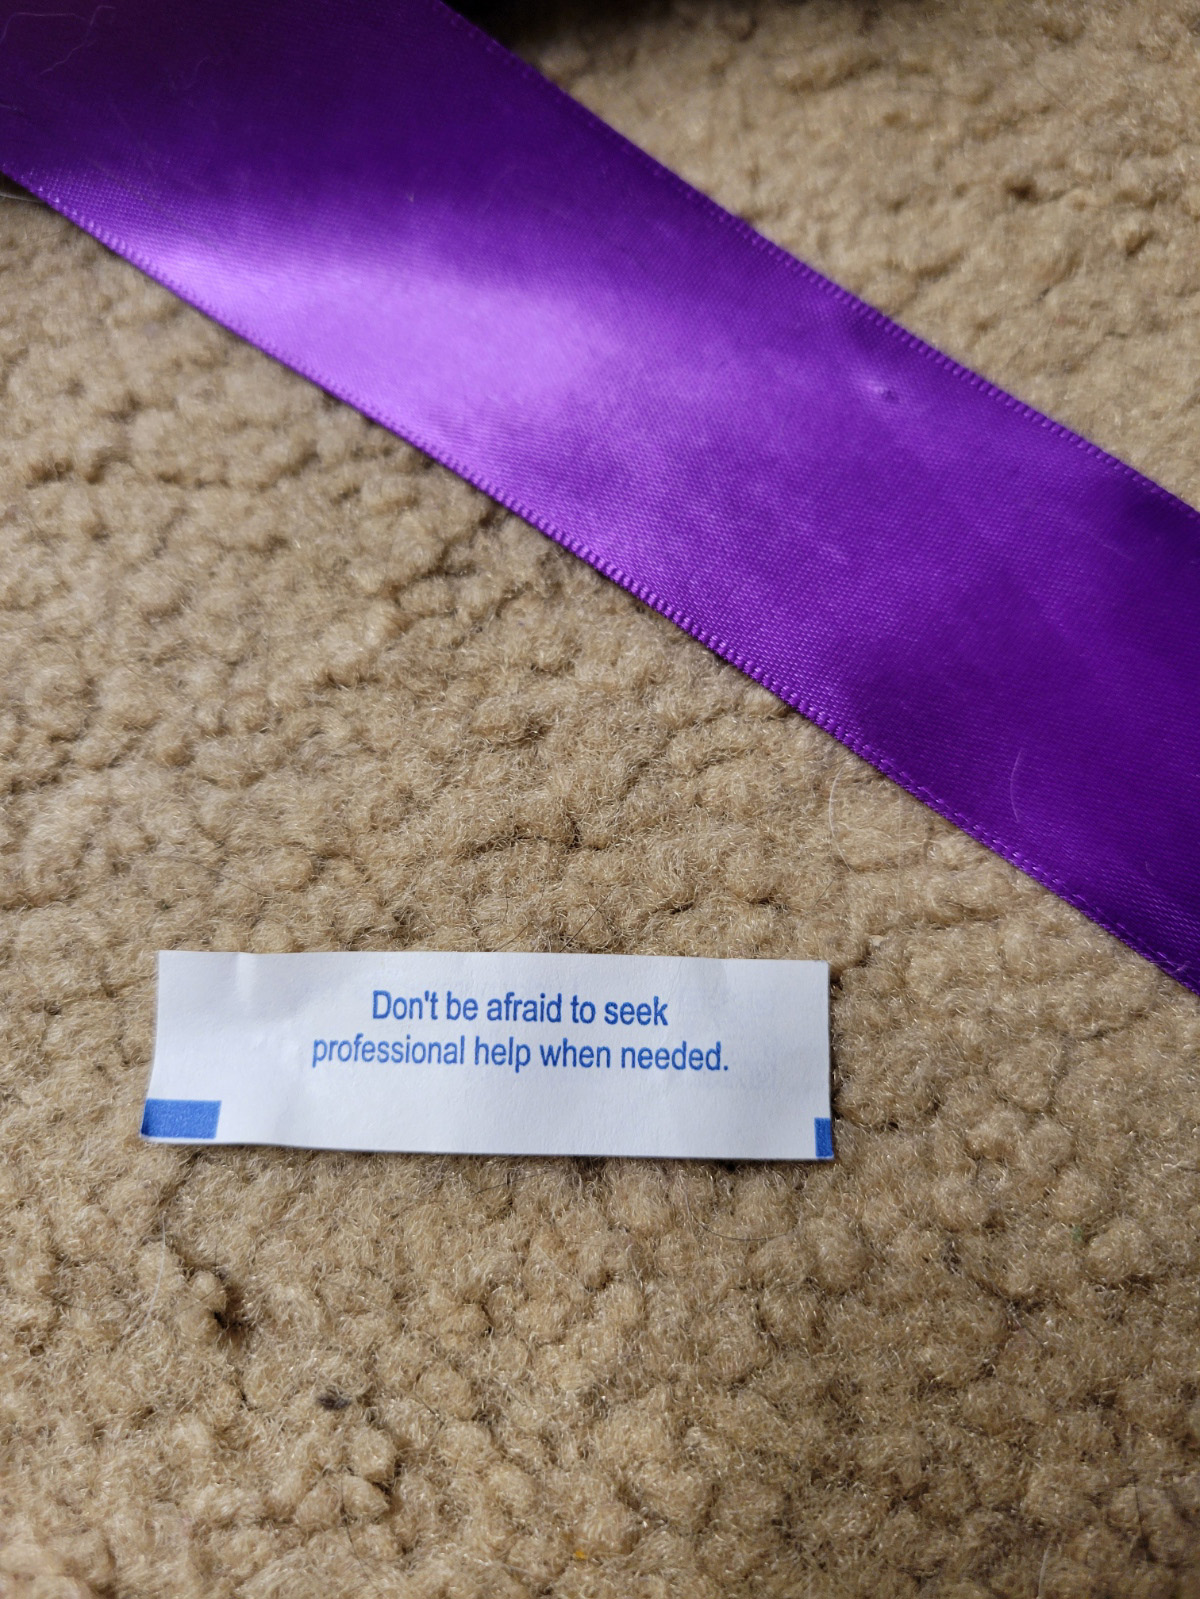 Don't be afraid to seek
professional help when needed.